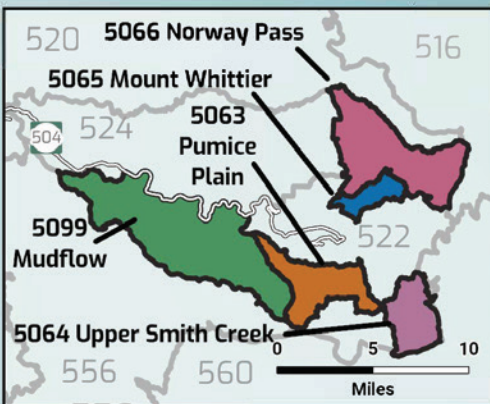 520
5066 Norway Pass
516
5065 Mount Whittier
504
524
5063
Pumice
Plain
5099
Mudflow
522
5064 Upper Smith Creek
0 5 10
Miles
556
560